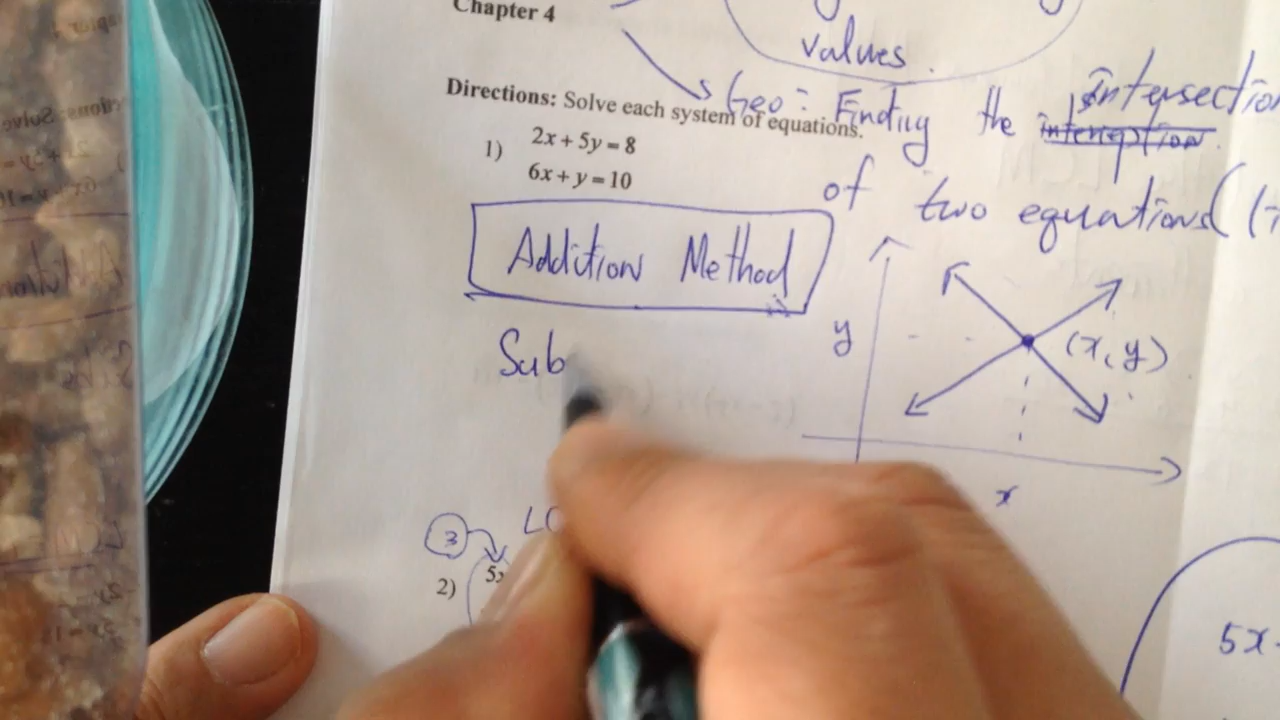 Chapter 4
values.
Directions: Solve each system of equations.
Geo: Finding the intersection
of two equations
1) 2x + 5y = 8
6x + y = 10
Addition Method
Sub
y
(x, y)
x
3
2)
5x